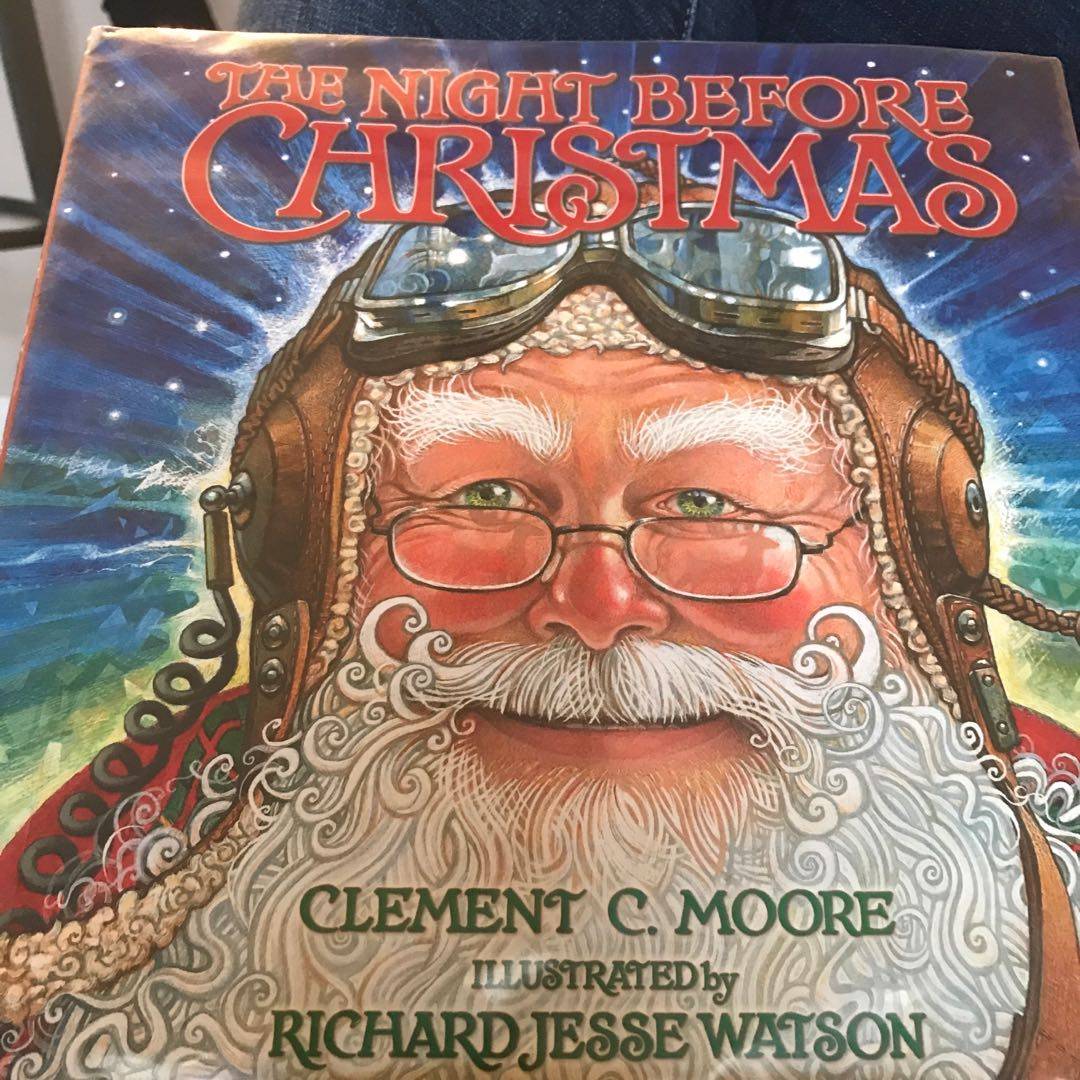 THE NIGHT BEFORE
CHRISTMAS
CLEMENT C. MOORE
ILLUSTRATED by
RICHARD JESSE WATSON